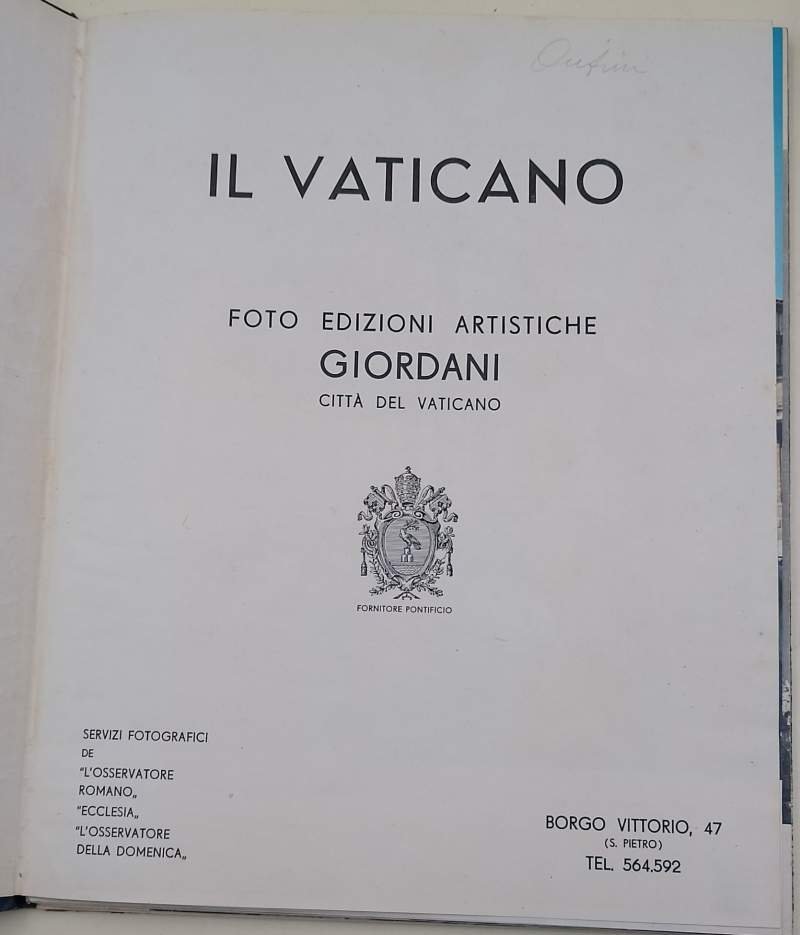 IL VATICANO
FOTO EDIZIONI ARTISTICHE
GIORDANI
CITTÀ DEL VATICANO
FORNITORE PONTIFICIO
SERVIZI FOTOGRAFICI
DE
"L'OSSERVATORE
ROMANO„
"ECCLESIA„
"L'OSSERVATORE
DELLA DOMENICA„
BORGO VITTORIO, 47
(S. PIETRO)
TEL. 564.592